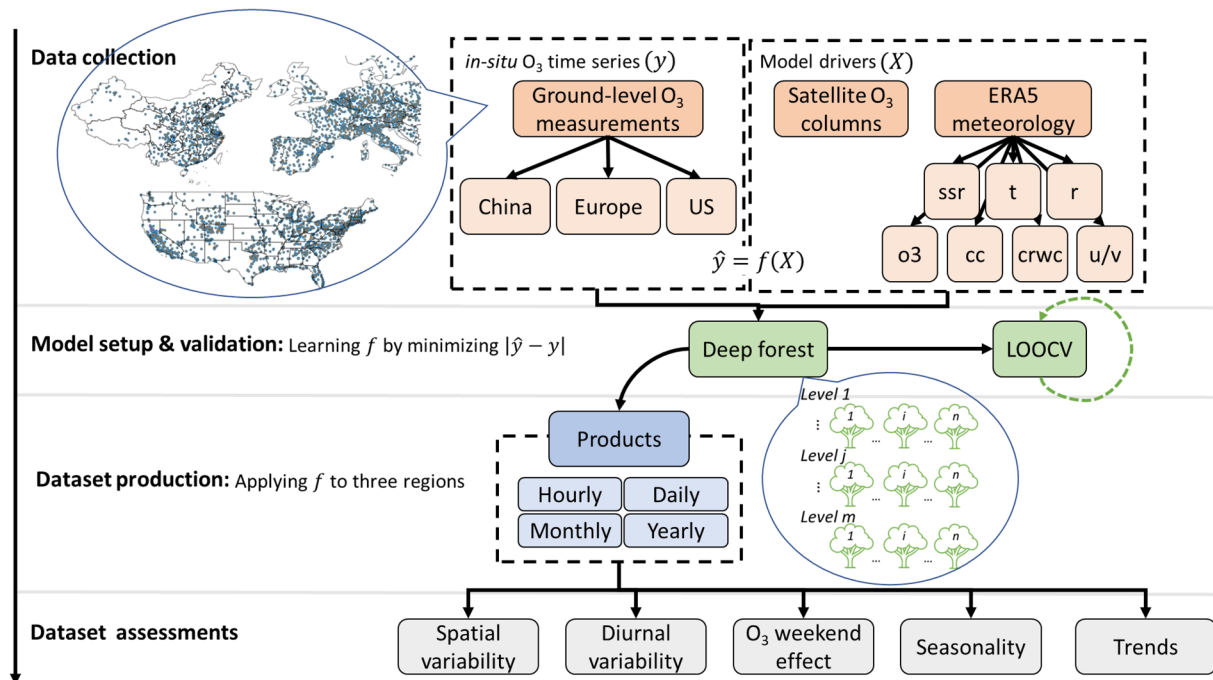 Data collection
in-situ O₃ time series (y)
Ground-level O₃
measurements
China
Europe
US
Model drivers (X)
Satellite O₃
columns
ERA5
meteorology
ssr
t
r
o3
cc
crwc
u/v
ŷ = f(X)
Model setup & validation: Learning f by minimizing |ŷ − y|
Deep forest
LOOCV
Level 1
⋮ 1 ... i ... n
Level j
⋮ 1 ... i ... n
Level m
1 ... i ... n
Dataset production: Applying f to three regions
Products
Hourly
Daily
Monthly
Yearly
Dataset assessments
Spatial
variability
Diurnal
variability
O₃ weekend
effect
Seasonality
Trends